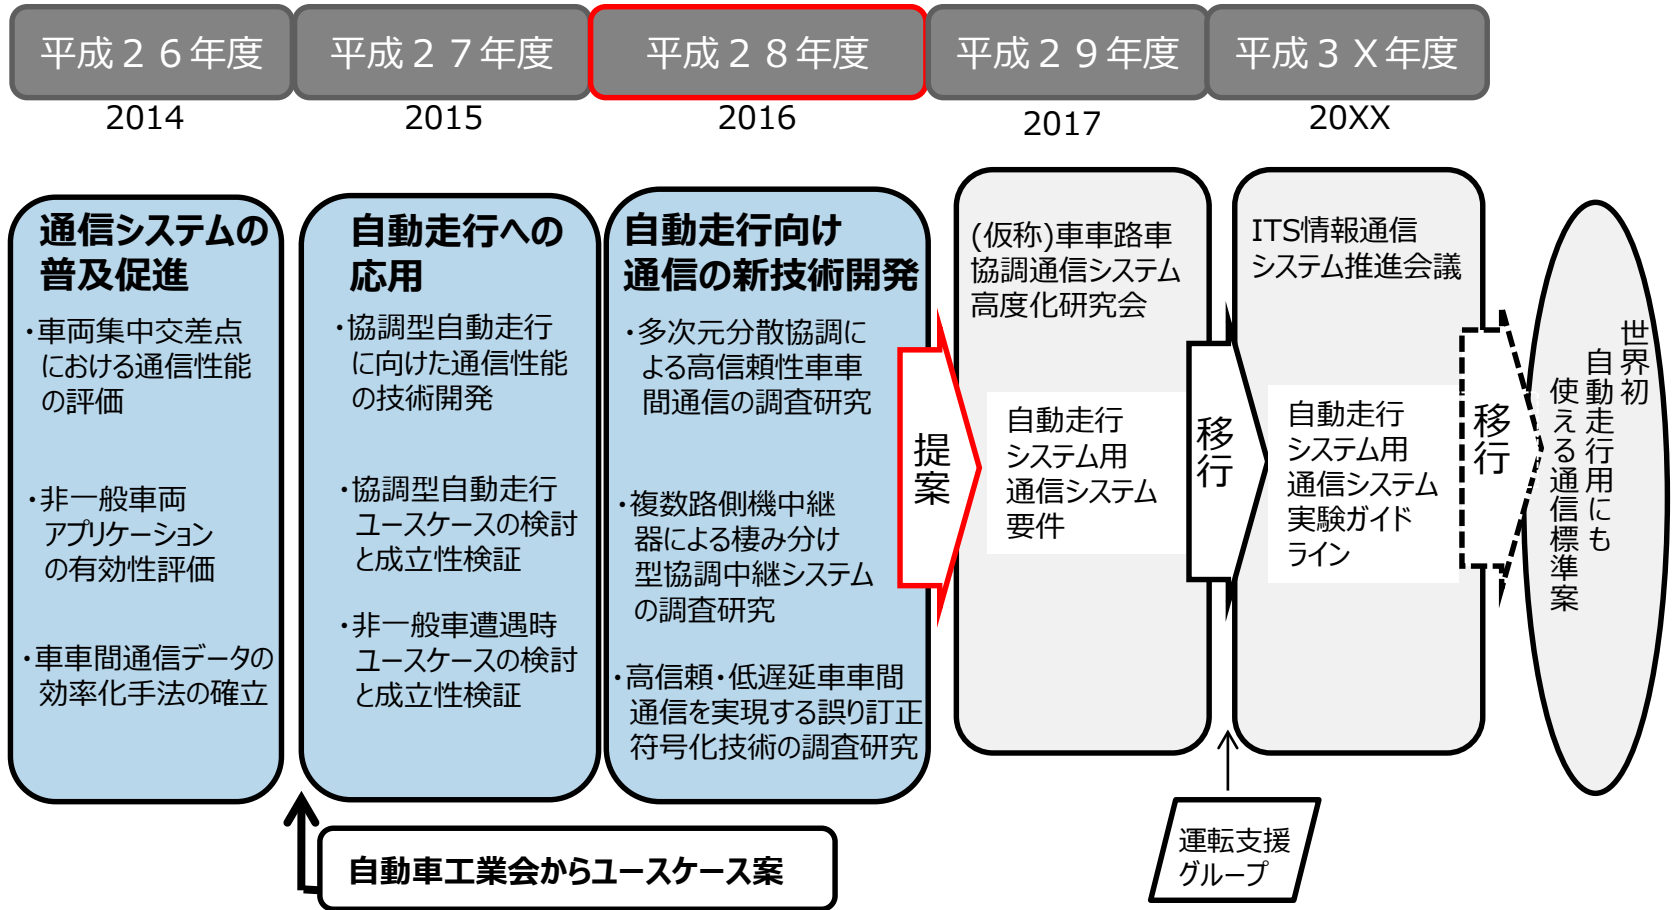 平成２６年度
平成２７年度
平成２８年度
平成２９年度
平成３Ｘ年度
2014
2015
2016
2017
20XX
通信システムの
普及促進
・車両集中交差点
における通信性能
の評価
・非一般車両
アプリケーション
の有効性評価
・車車間通信データの
効率化手法の確立
自動走行への
応用
・協調型自動走行
に向けた通信性能
の技術開発
・協調型自動走行
ユースケースの検討
と成立性検証
・非一般車遭遇時
ユースケースの検討
と成立性検証
自動走行向け
通信の新技術開発
・多次元分散協調に
よる高信頼性車車
間通信の調査研究
・複数路側機中継
器による棲み分け
型協調中継システム
の調査研究
・高信頼・低遅延車車間
通信を実現する誤り訂正
符号化技術の調査研究
提案
(仮称)車車路車
協調通信システム
高度化研究会
自動走行
システム用
通信システム
要件
移行
ITS情報通信
システム推進会議
自動走行
システム用
通信システム
実験ガイド
ライン
移行
世界初
自動走行用にも
使える通信標準案
自動車工業会からユースケース案
運転支援
グループ